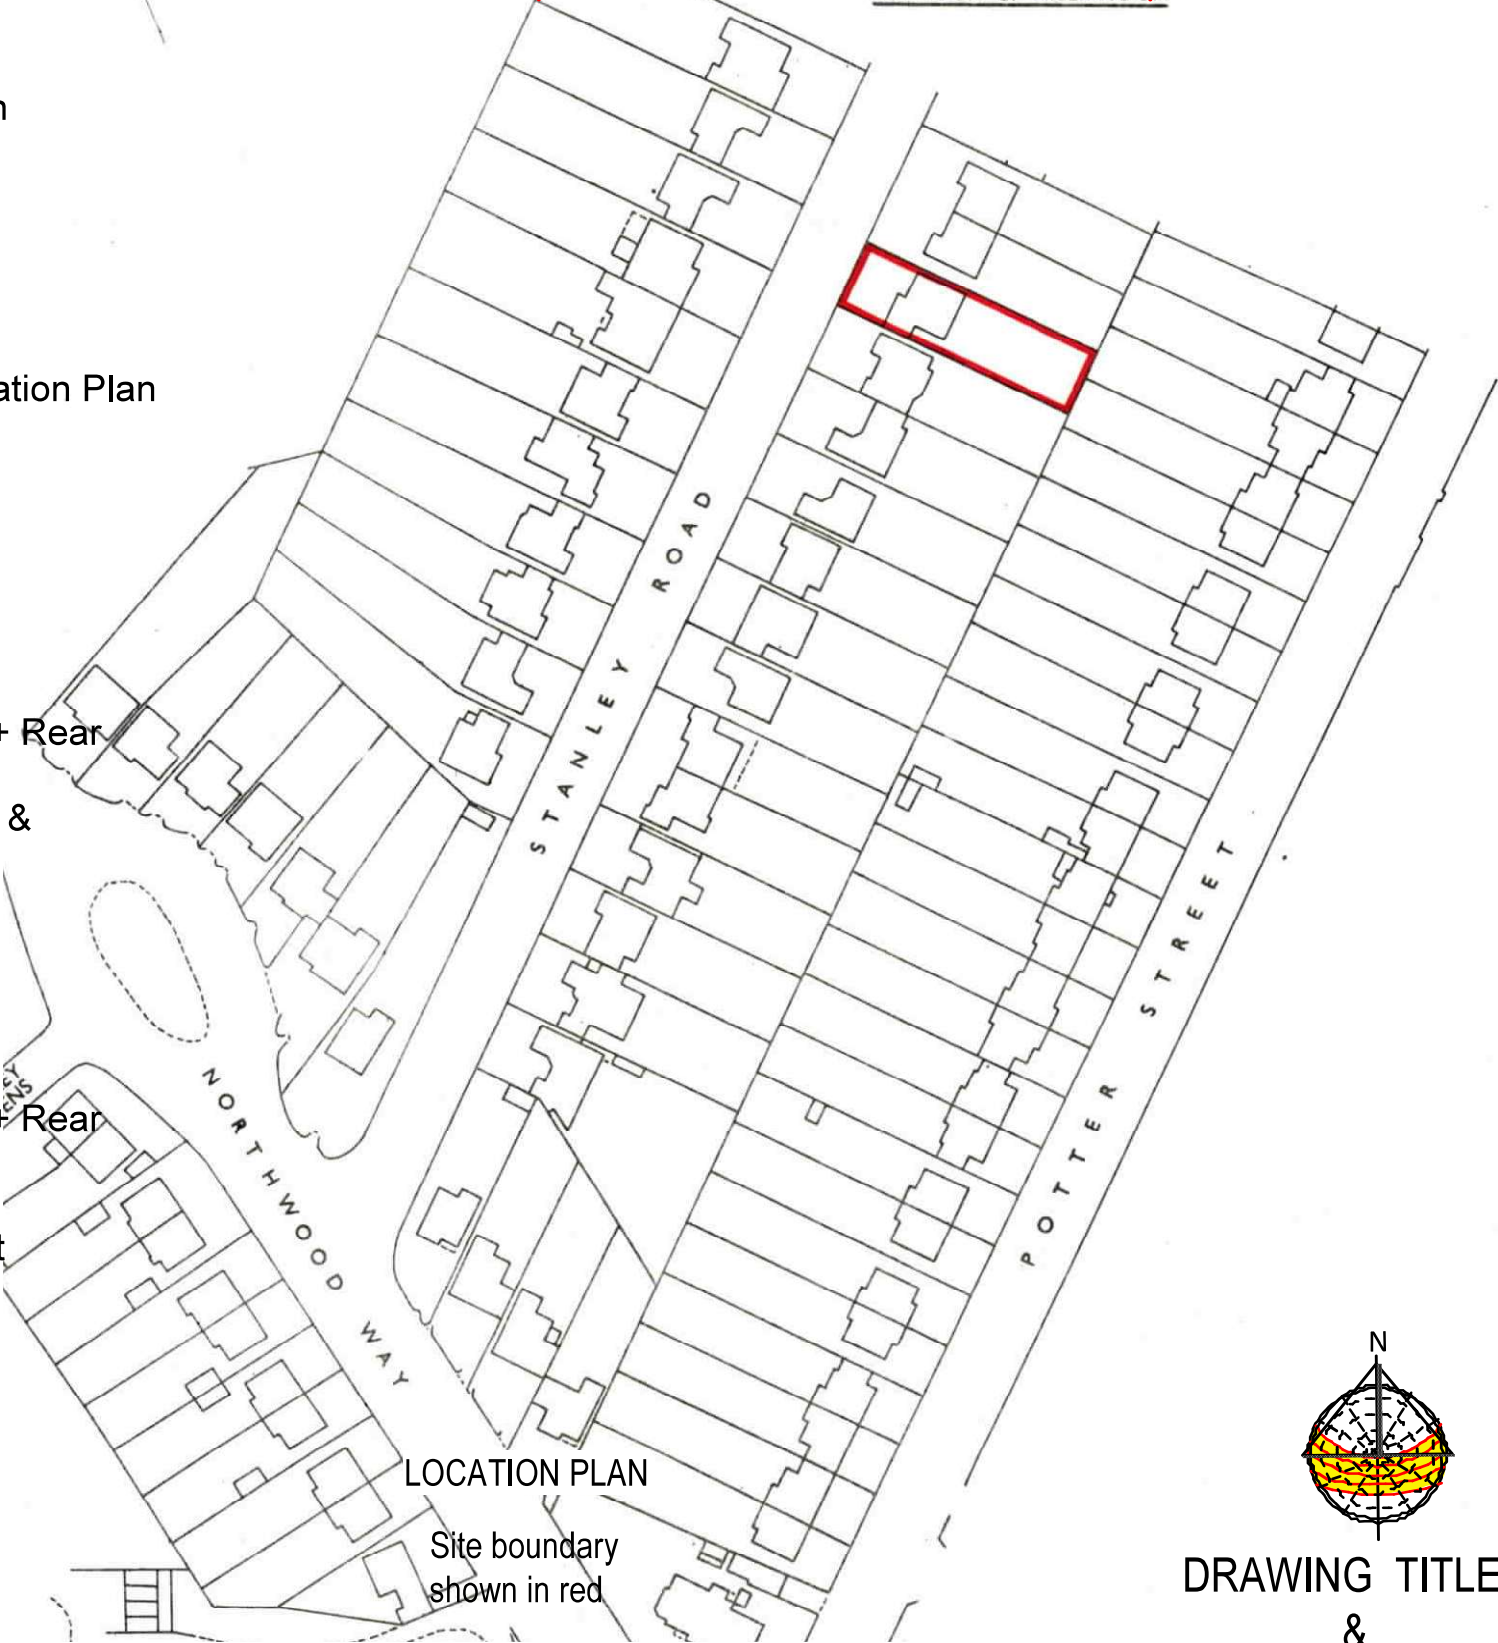 ation Plan
+ Rear
&
+ Rear
STANLEY ROAD
POTTER STREET
NORTHWOOD WAY
LOCATION PLAN
Site boundary
shown in red
N
DRAWING TITLE
&